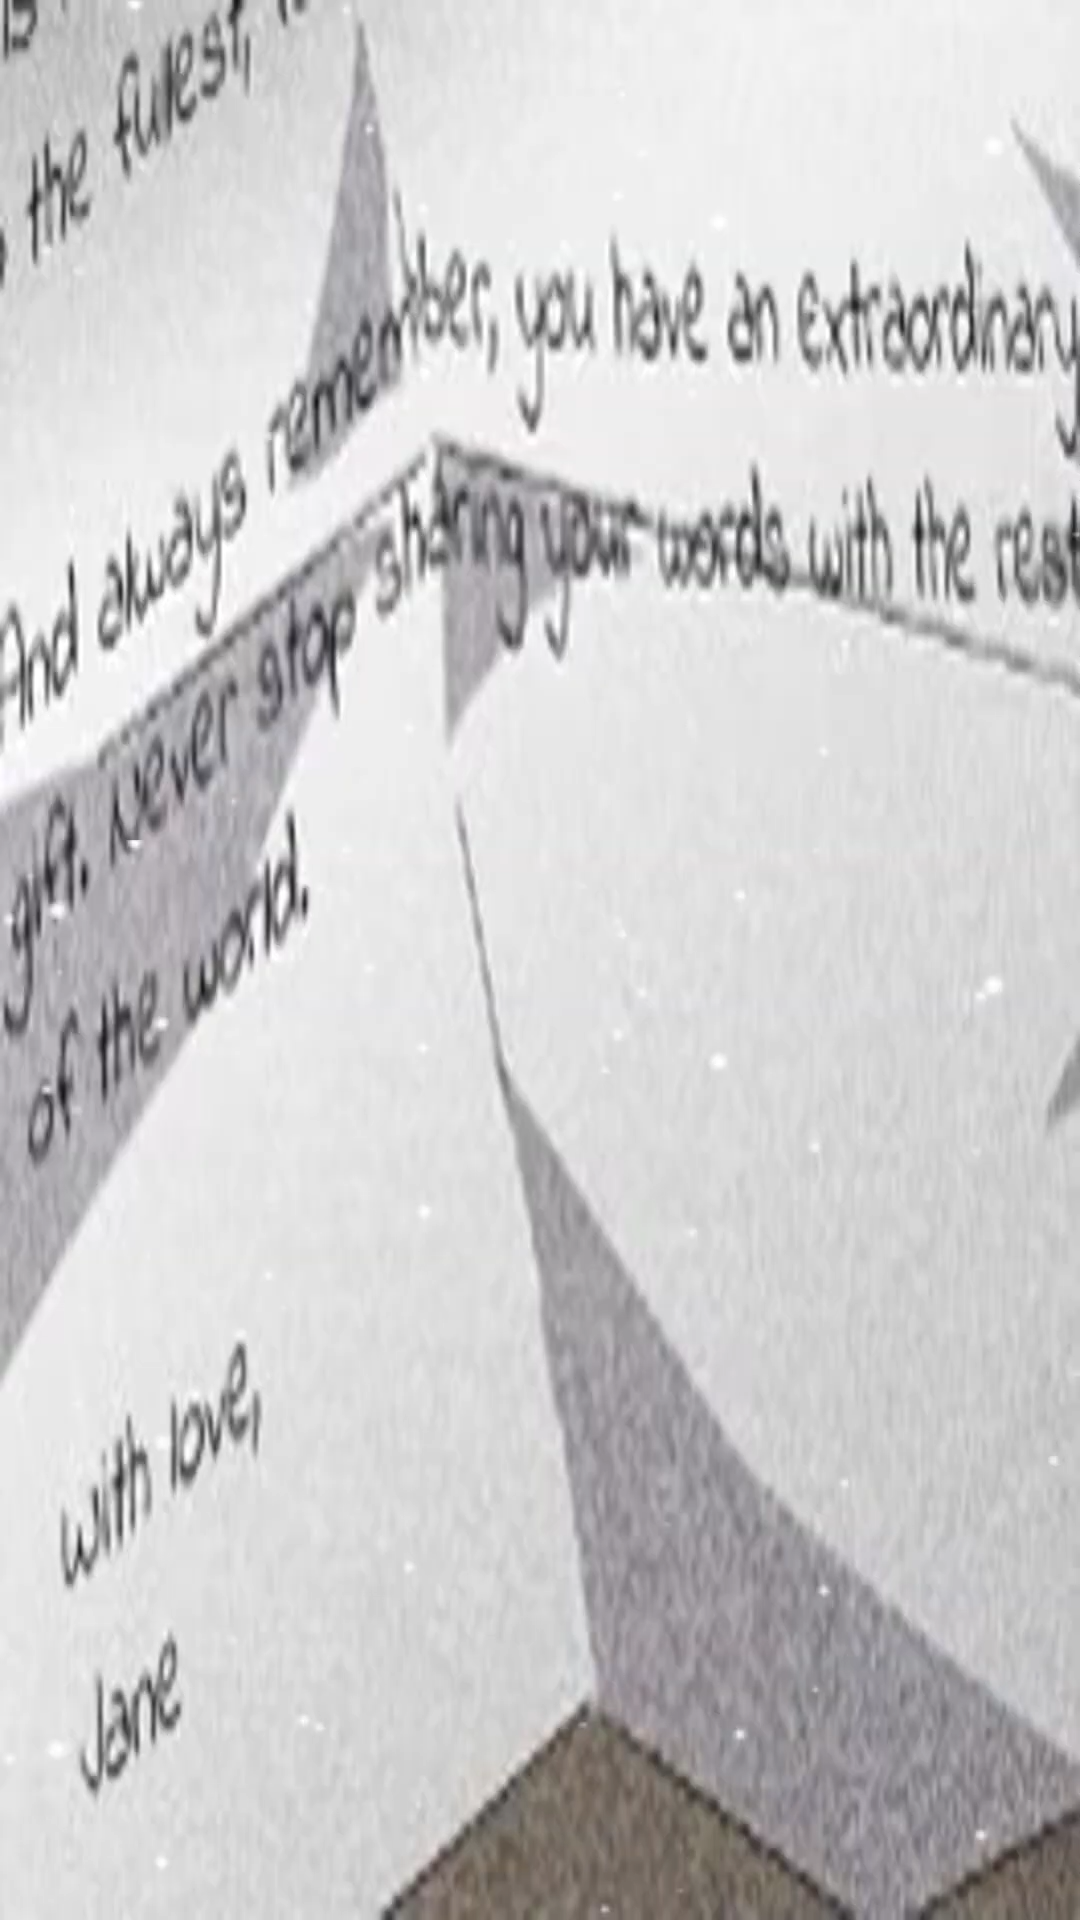 the fullest,
And always remember, you have an extraordinary
gift. Never stop sharing your words with the rest
of the world.
With love,
Jane